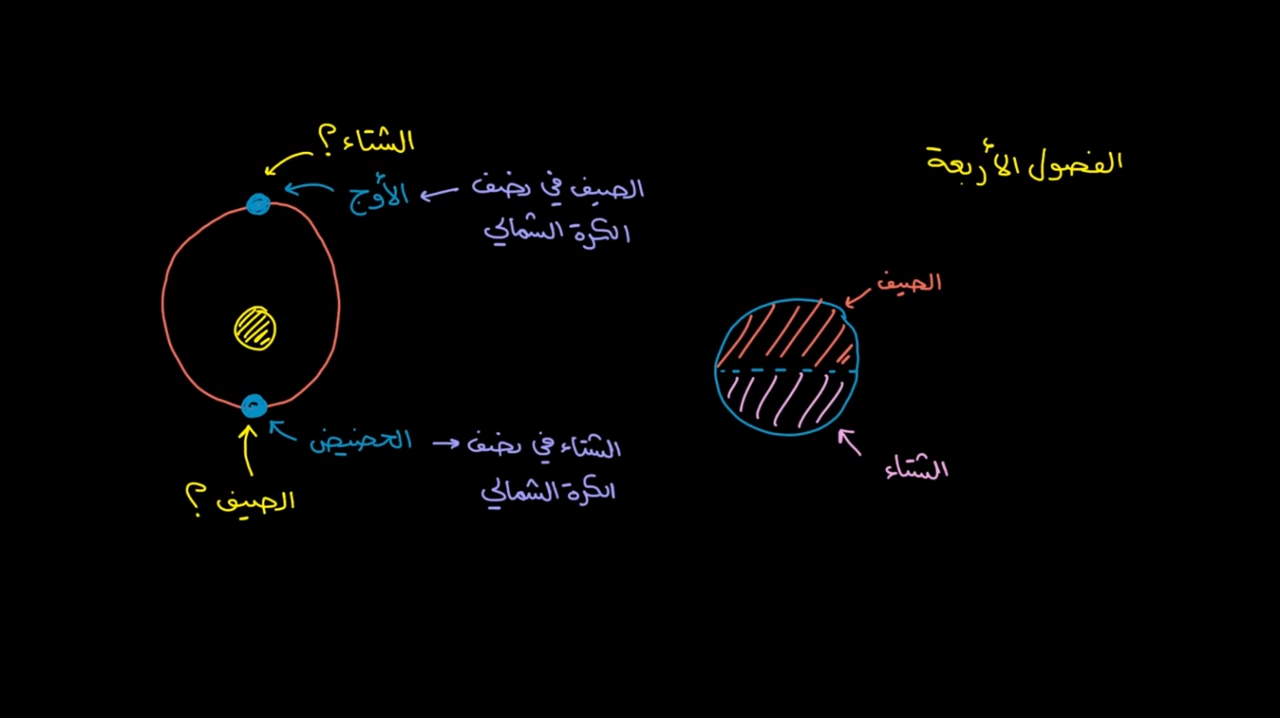 الفصول الأربعة
الشتاء ؟
الأوج
الصيف في نصف
الكرة الشمالي
الصيف
الشتاء
الحضيض
الشتاء في نصف
الكرة الشمالي
الصيف ؟